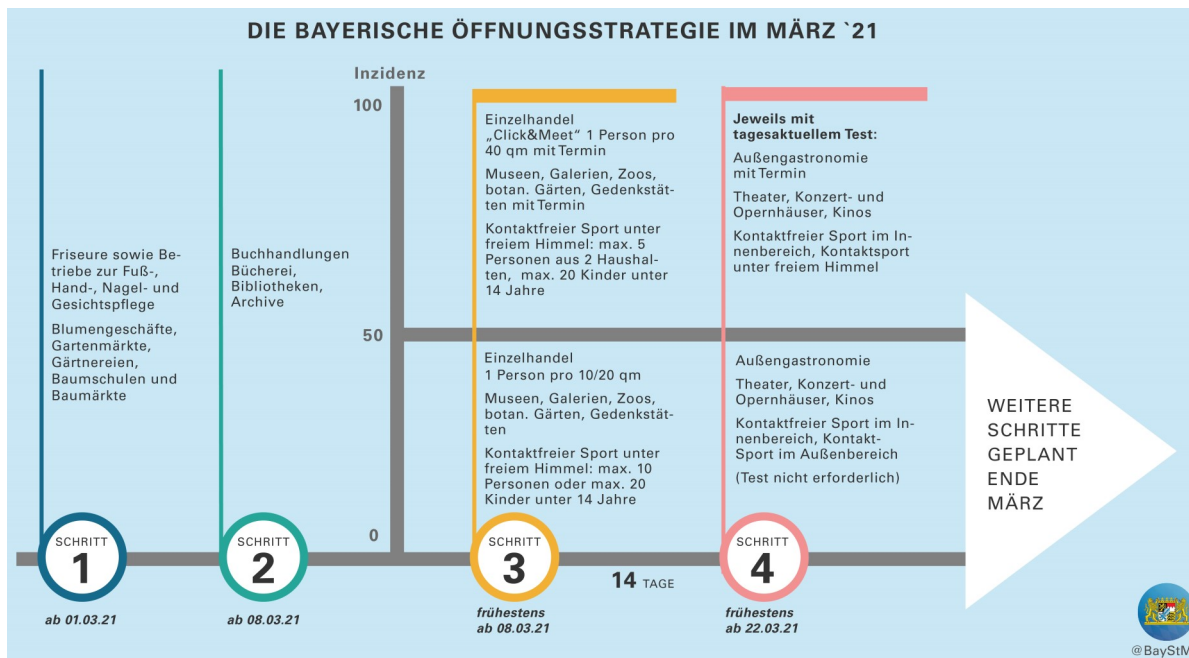 DIE BAYERISCHE ÖFFNUNGSSTRATEGIE IM MÄRZ `21
Friseure sowie Be-
triebe zur Fuß-,
Hand-, Nagel- und
Gesichtspflege
Blumengeschäfte,
Gartenmärkte,
Gärtnereien,
Baumschulen und
Baumärkte
SCHRITT
1
ab 01.03.21
Buchhandlungen
Bücherei,
Bibliotheken,
Archive
SCHRITT
2
ab 08.03.21
Inzidenz
100
50
0
Einzelhandel
„Click&Meet“ 1 Person pro
40 qm mit Termin
Museen, Galerien, Zoos,
botan. Gärten, Gedenkstät-
ten mit Termin
Kontaktfreier Sport unter
freiem Himmel: max. 5
Personen aus 2 Haushal-
ten, max. 20 Kinder unter
14 Jahre
Einzelhandel
1 Person pro 10/20 qm
Museen, Galerien, Zoos,
botan. Gärten, Gedenkstät-
ten
Kontaktfreier Sport unter
freiem Himmel: max. 10
Personen oder max. 20
Kinder unter 14 Jahre
SCHRITT
3
frühestens
ab 08.03.21
14 TAGE
Jeweils mit
tagesaktuellem Test:
Außengastronomie
mit Termin
Theater, Konzert- und
Opernhäuser, Kinos
Kontaktfreier Sport im In-
nenbereich, Kontaktsport
unter freiem Himmel
Außengastronomie
Theater, Konzert- und
Opernhäuser, Kinos
Kontaktfreier Sport im In-
nenbereich, Kontakt-
Sport im Außenbereich
(Test nicht erforderlich)
SCHRITT
4
frühestens
ab 22.03.21
WEITERE
SCHRITTE
GEPLANT
ENDE
MÄRZ